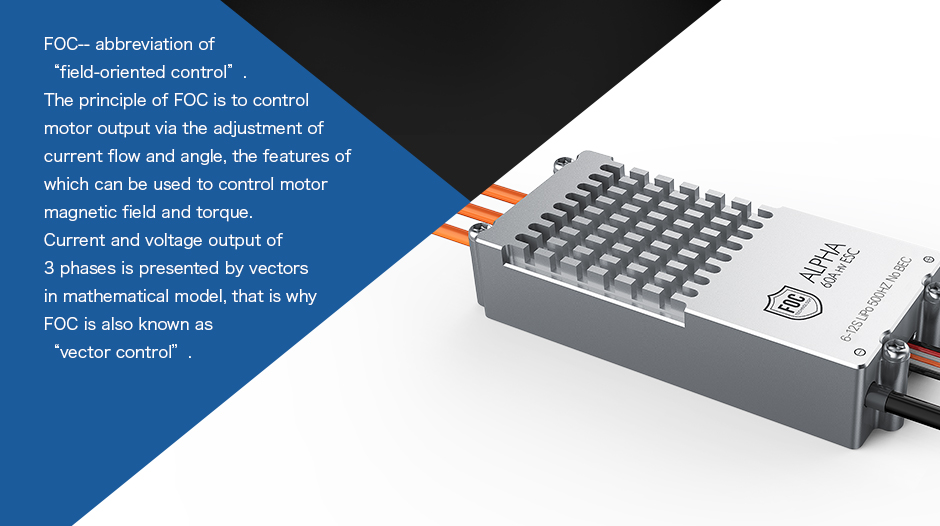 FOC-- abbreviation of
“field-oriented control”.
The principle of FOC is to control
motor output via the adjustment of
current flow and angle, the features of
which can be used to control motor
magnetic field and torque.
Current and voltage output of
3 phases is presented by vectors
in mathematical model, that is why
FOC is also known as
“vector control”.
ALPHA
60A HV ESC
FOC
TECHNOLOGY
6-12S LiPo 500HZ No BEC